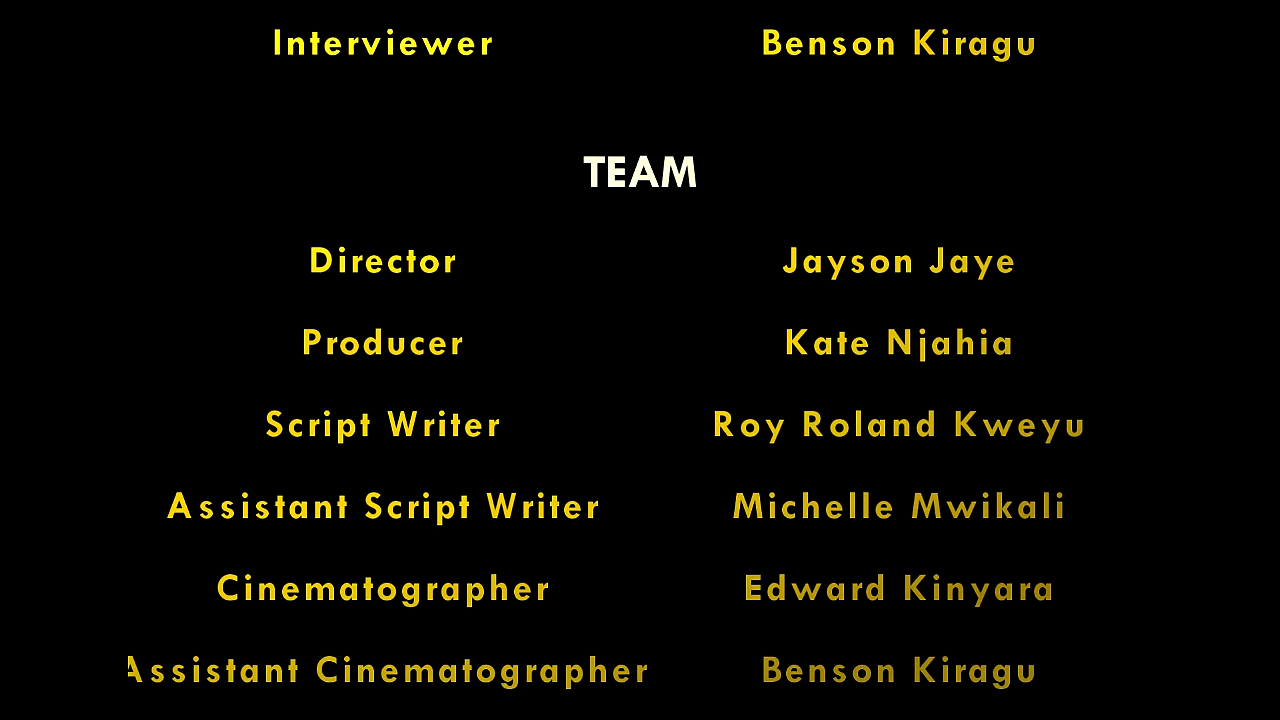 Interviewer Benson Kiragu
TEAM
Director Jayson Jaye
Producer Kate Njahia
Script Writer Roy Roland Kweyu
Assistant Script Writer Michelle Mwikali
Cinematographer Edward Kinyara
Assistant Cinematographer Benson Kiragu